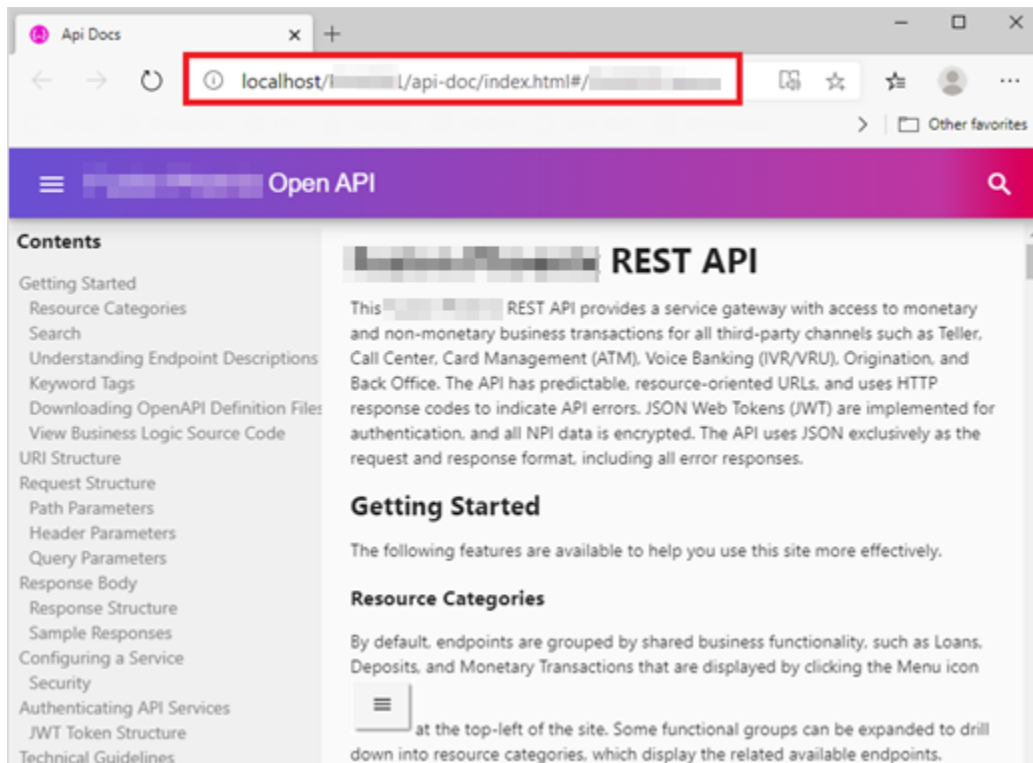 Api Docs
localhost/ /api-doc/index.html#/
Other favorites
Open API
Contents
Getting Started
Resource Categories
Search
Understanding Endpoint Descriptions
Keyword Tags
Downloading OpenAPI Definition Files
View Business Logic Source Code
URI Structure
Request Structure
Path Parameters
Header Parameters
Query Parameters
Response Body
Response Structure
Sample Responses
Configuring a Service
Security
Authenticating API Services
JWT Token Structure
Technical Guidelines
REST API
This REST API provides a service gateway with access to monetary
and non-monetary business transactions for all third-party channels such as Teller,
Call Center, Card Management (ATM), Voice Banking (IVR/VRU), Origination, and
Back Office. The API has predictable, resource-oriented URLs, and uses HTTP
response codes to indicate API errors. JSON Web Tokens (JWT) are implemented for
authentication, and all NPI data is encrypted. The API uses JSON exclusively as the
request and response format, including all error responses.
Getting Started
The following features are available to help you use this site more effectively.
Resource Categories
By default, endpoints are grouped by shared business functionality, such as Loans,
Deposits, and Monetary Transactions that are displayed by clicking the Menu icon
at the top-left of the site. Some functional groups can be expanded to drill
down into resource categories, which display the related available endpoints.